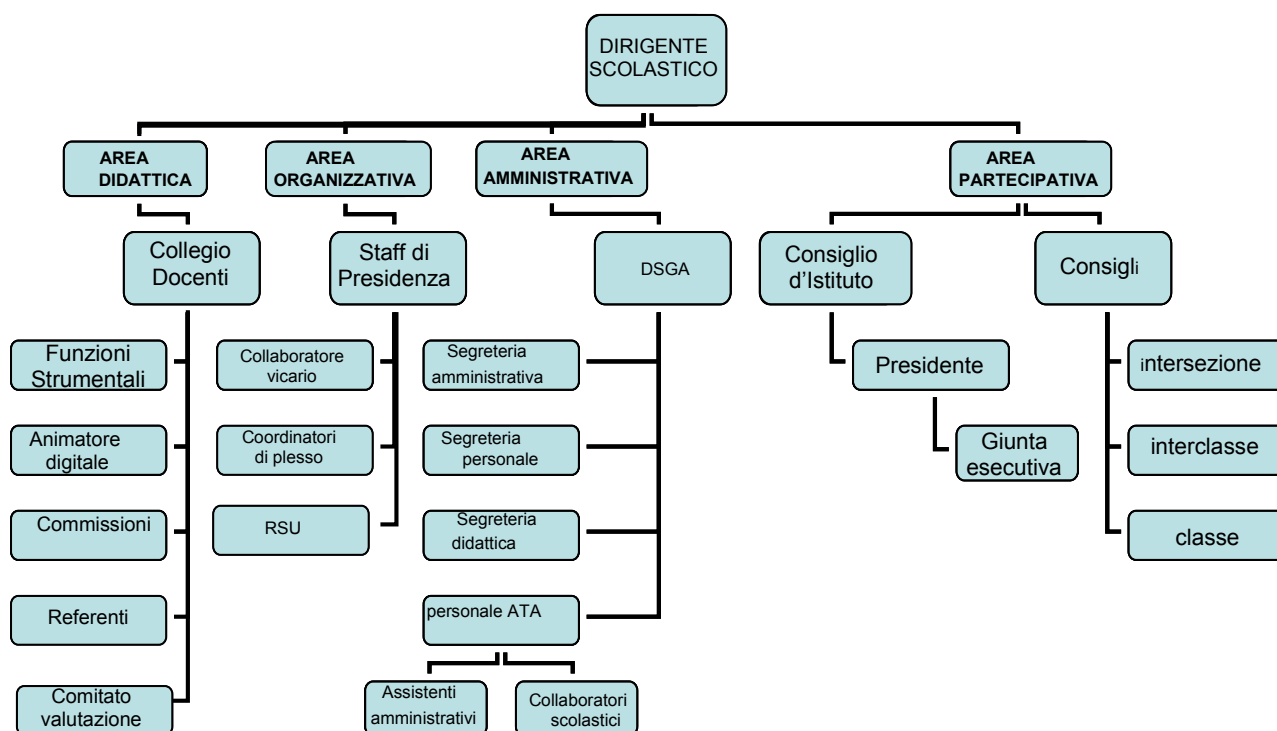 DIRIGENTE
SCOLASTICO
AREA
DIDATTICA
AREA
ORGANIZZATIVA
AREA
AMMINISTRATIVA
AREA
PARTECIPATIVA
Collegio
Docenti
Staff di
Presidenza
DSGA
Consiglio
d’Istituto
Consigli
Funzioni
Strumentali
Collaboratore
vicario
Segreteria
amministrativa
Presidente
intersezione
Animatore
digitale
Coordinatori
di plesso
Segreteria
personale
Giunta
esecutiva
interclasse
Commissioni
RSU
Segreteria
didattica
classe
Referenti
personale ATA
Comitato
valutazione
Assistenti
amministrativi
Collaboratori
scolastici